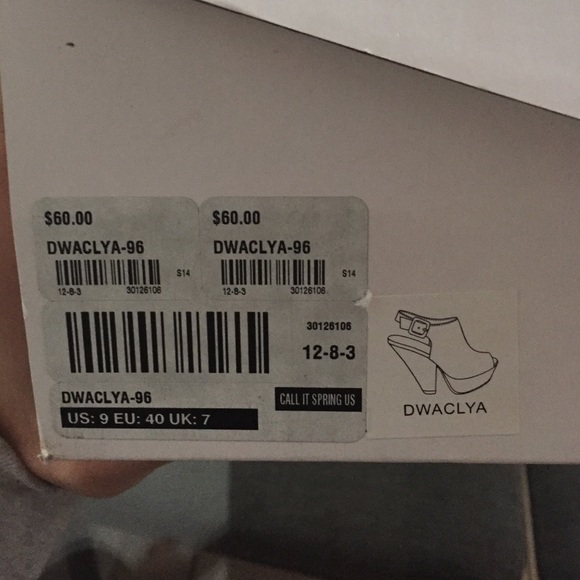 $60.00 $60.00
DWACLYA-96 DWACLYA-96
S14 S14
12-8-3 30126106 12-8-3 30126106
30126106
12-8-3
DWACLYA-96 CALL IT SPRING US
US: 9 EU: 40 UK: 7
DWACLYA